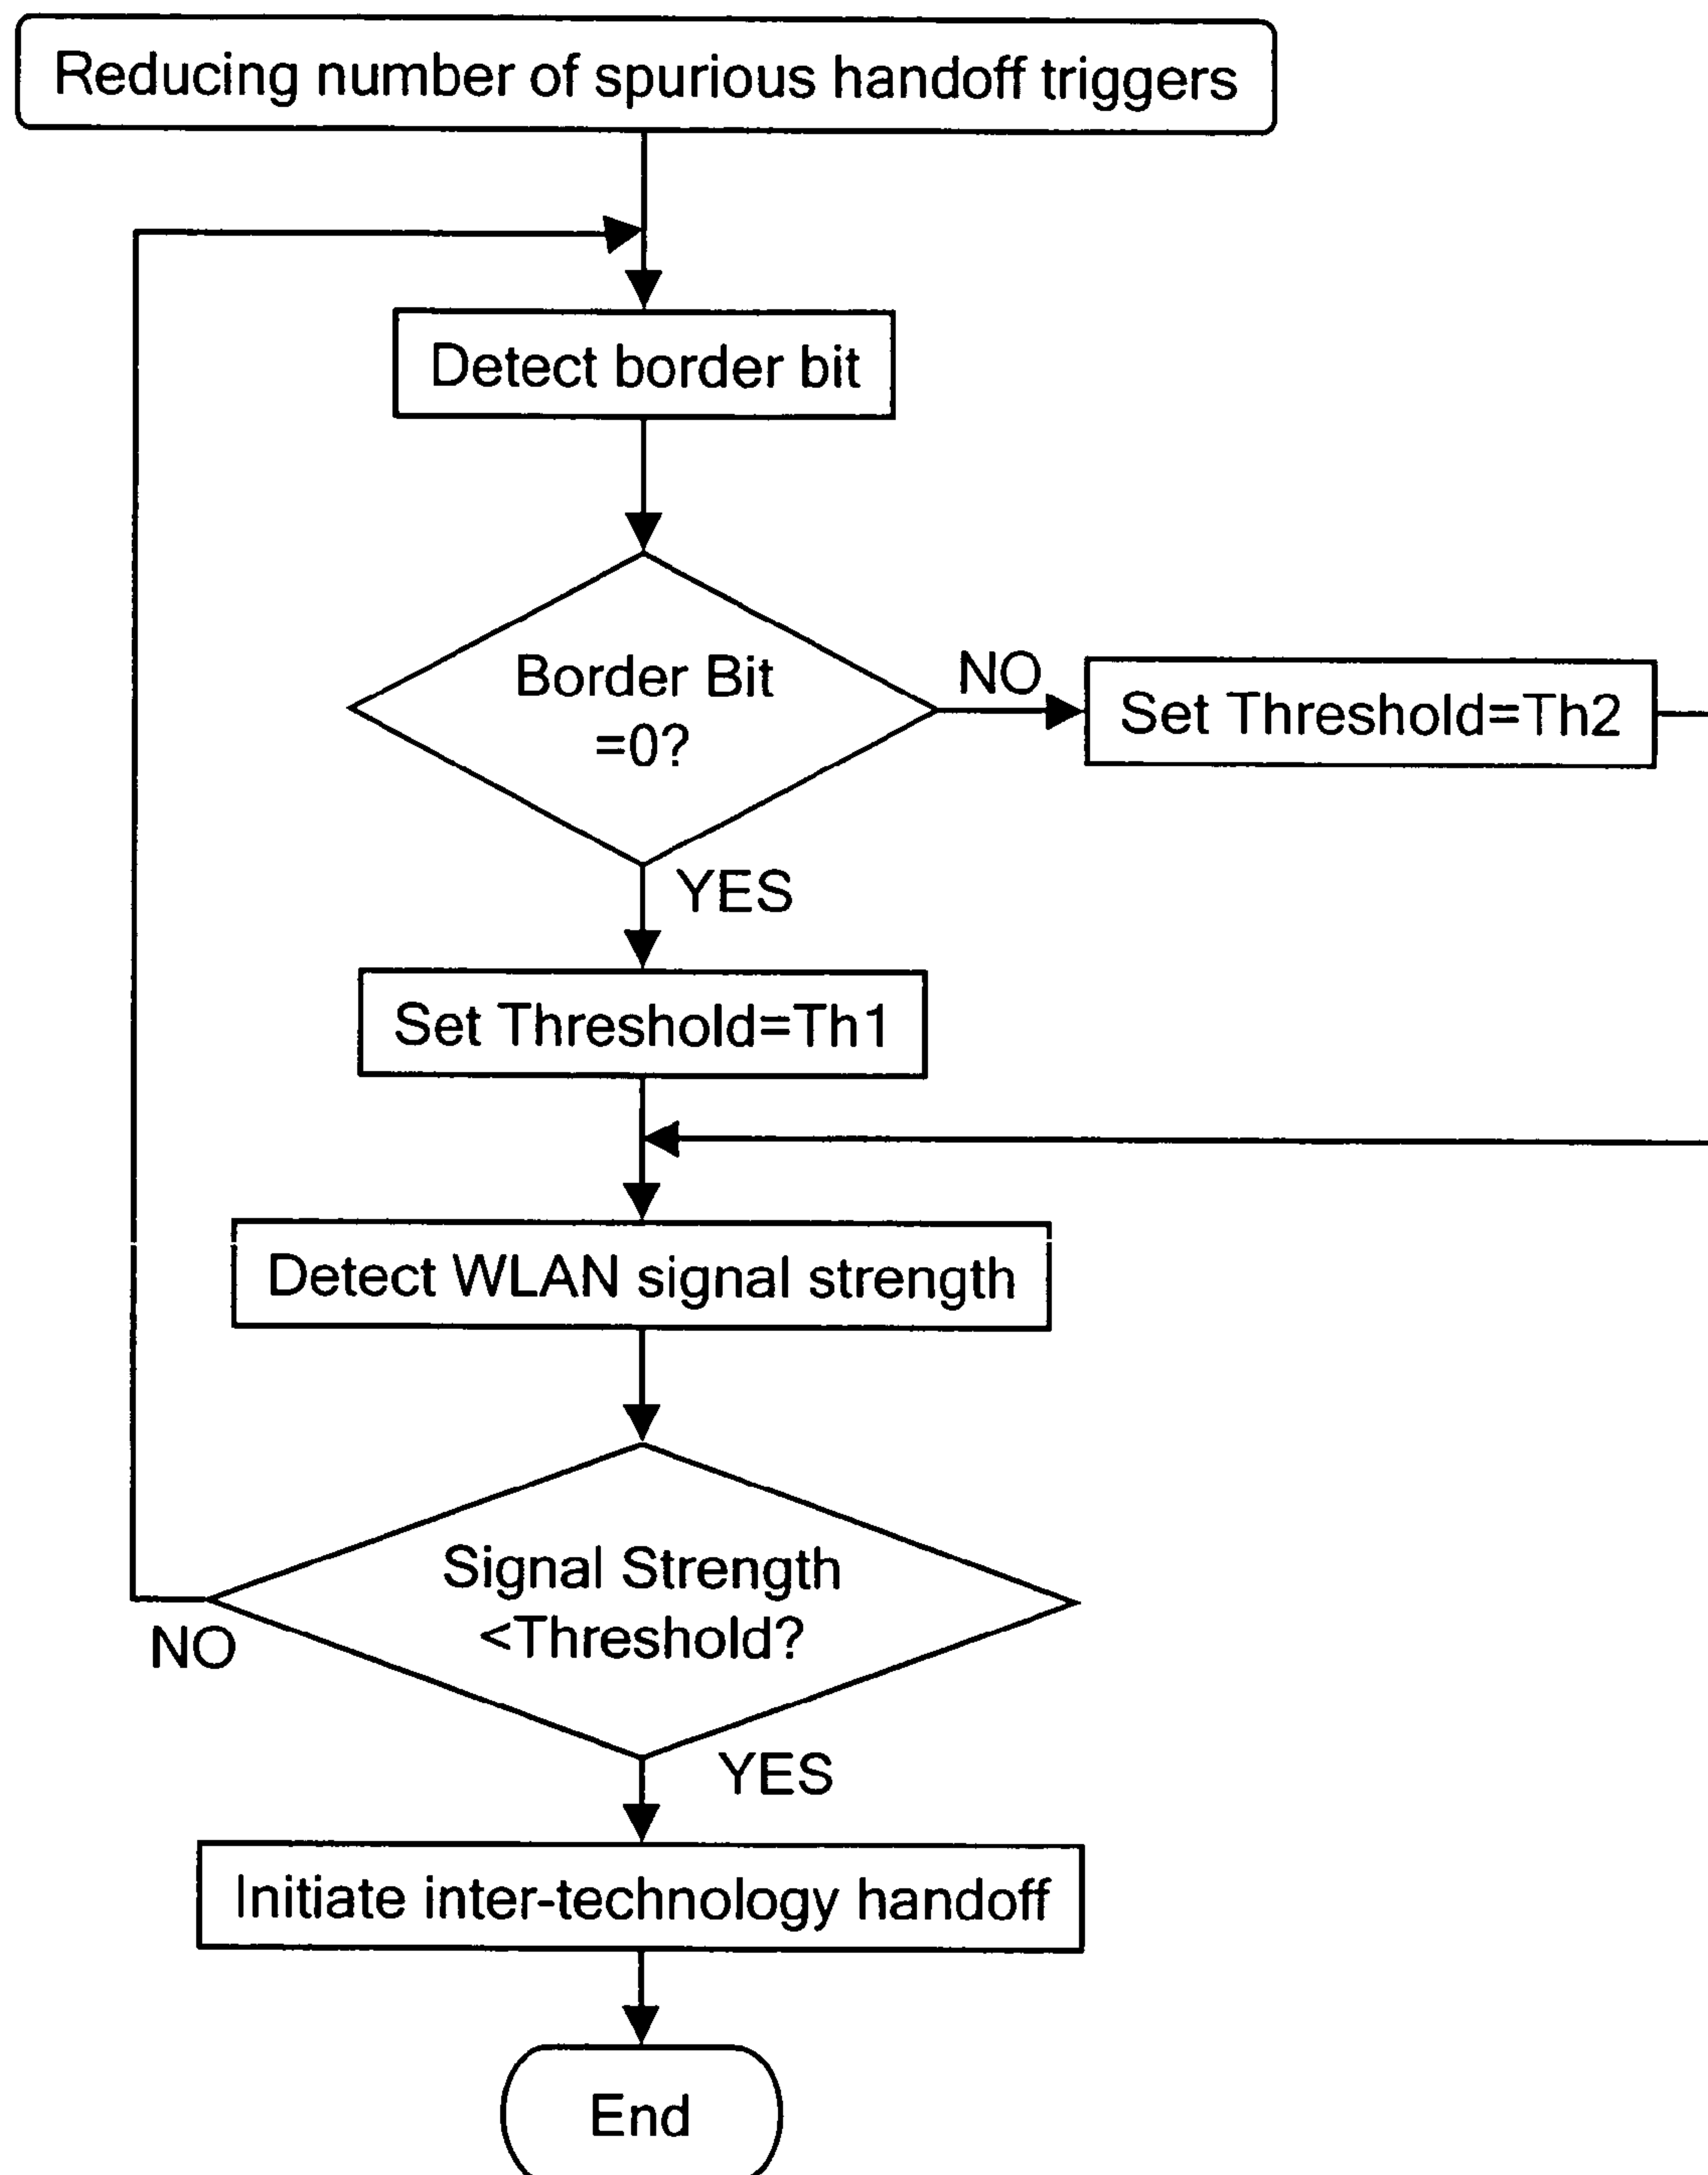 Reducing number of spurious handoff triggers
Detect border bit
Border Bit
=0?
NO
Set Threshold=Th2
YES
Set Threshold=Th1
Detect WLAN signal strength
Signal Strength
<Threshold?
NO
YES
Initiate inter-technology handoff
End